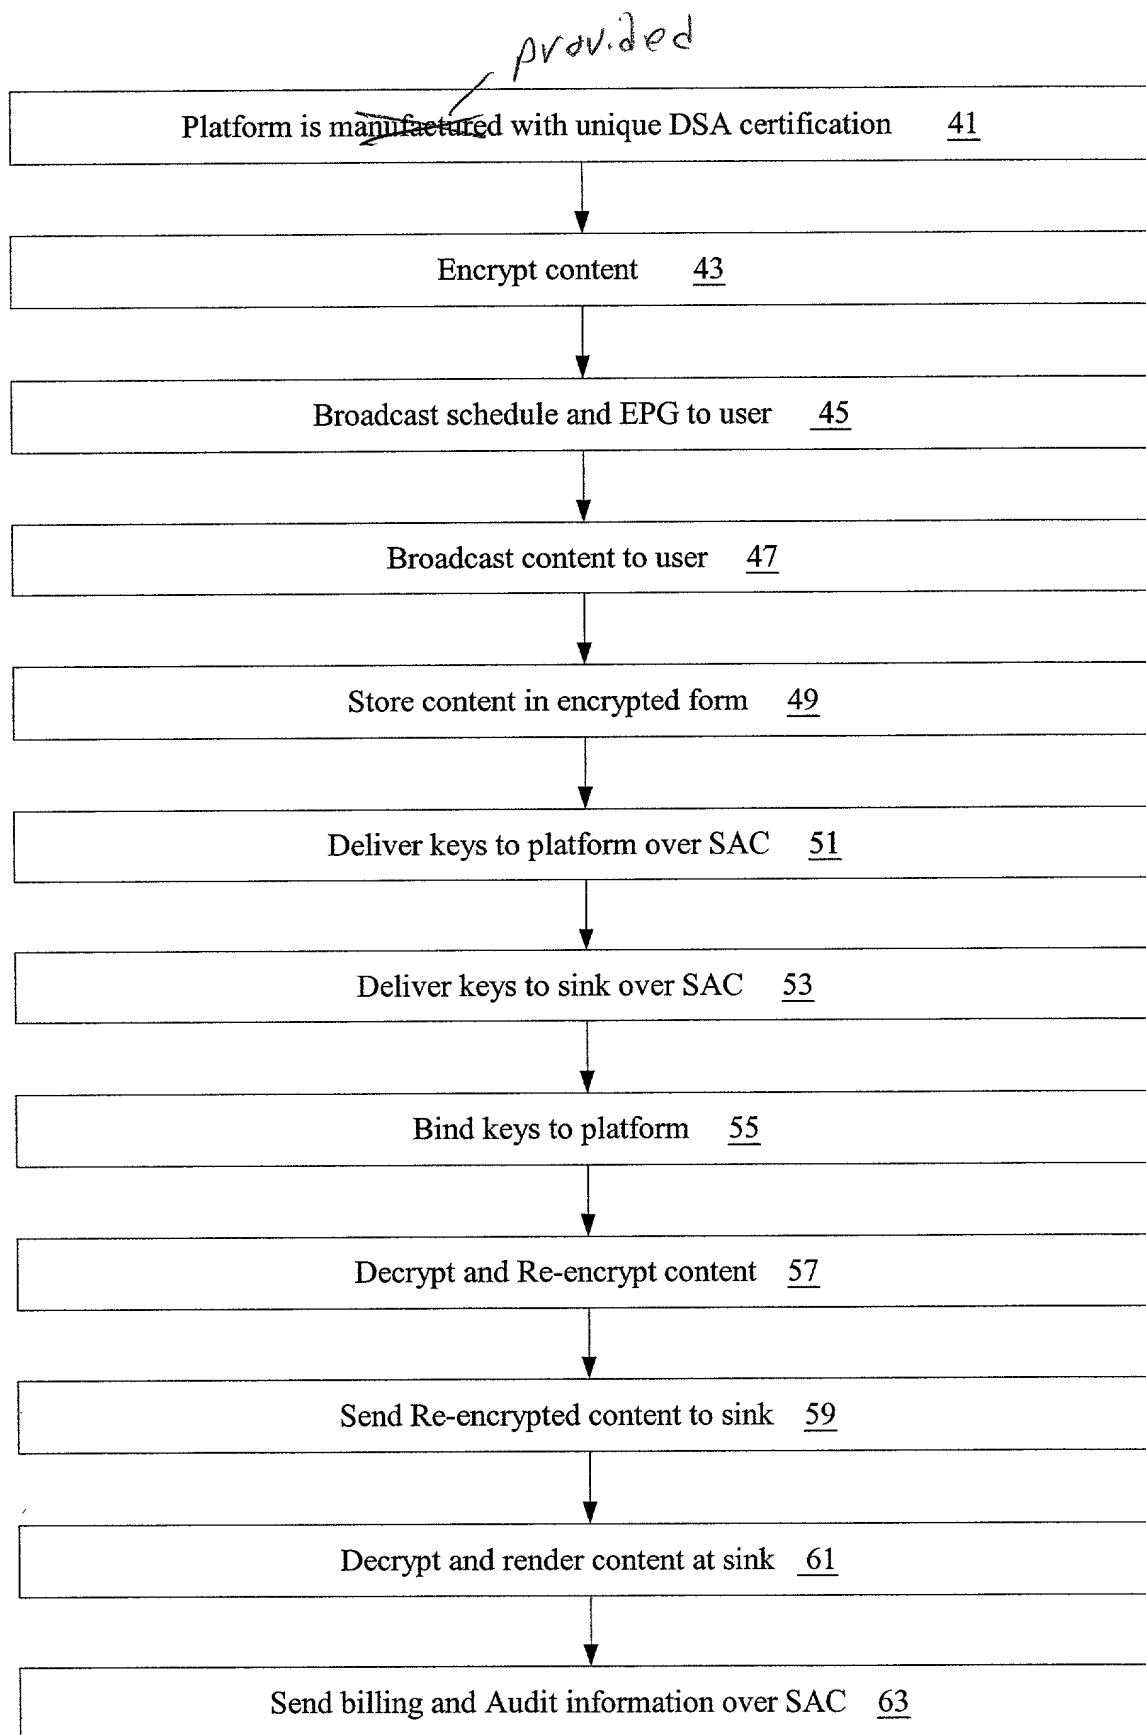 provided
Platform is manufactured with unique DSA certification 41
Encrypt content 43
Broadcast schedule and EPG to user 45
Broadcast content to user 47
Store content in encrypted form 49
Deliver keys to platform over SAC 51
Deliver keys to sink over SAC 53
Bind keys to platform 55
Decrypt and Re-encrypt content 57
Send Re-encrypted content to sink 59
Decrypt and render content at sink 61
Send billing and Audit information over SAC 63